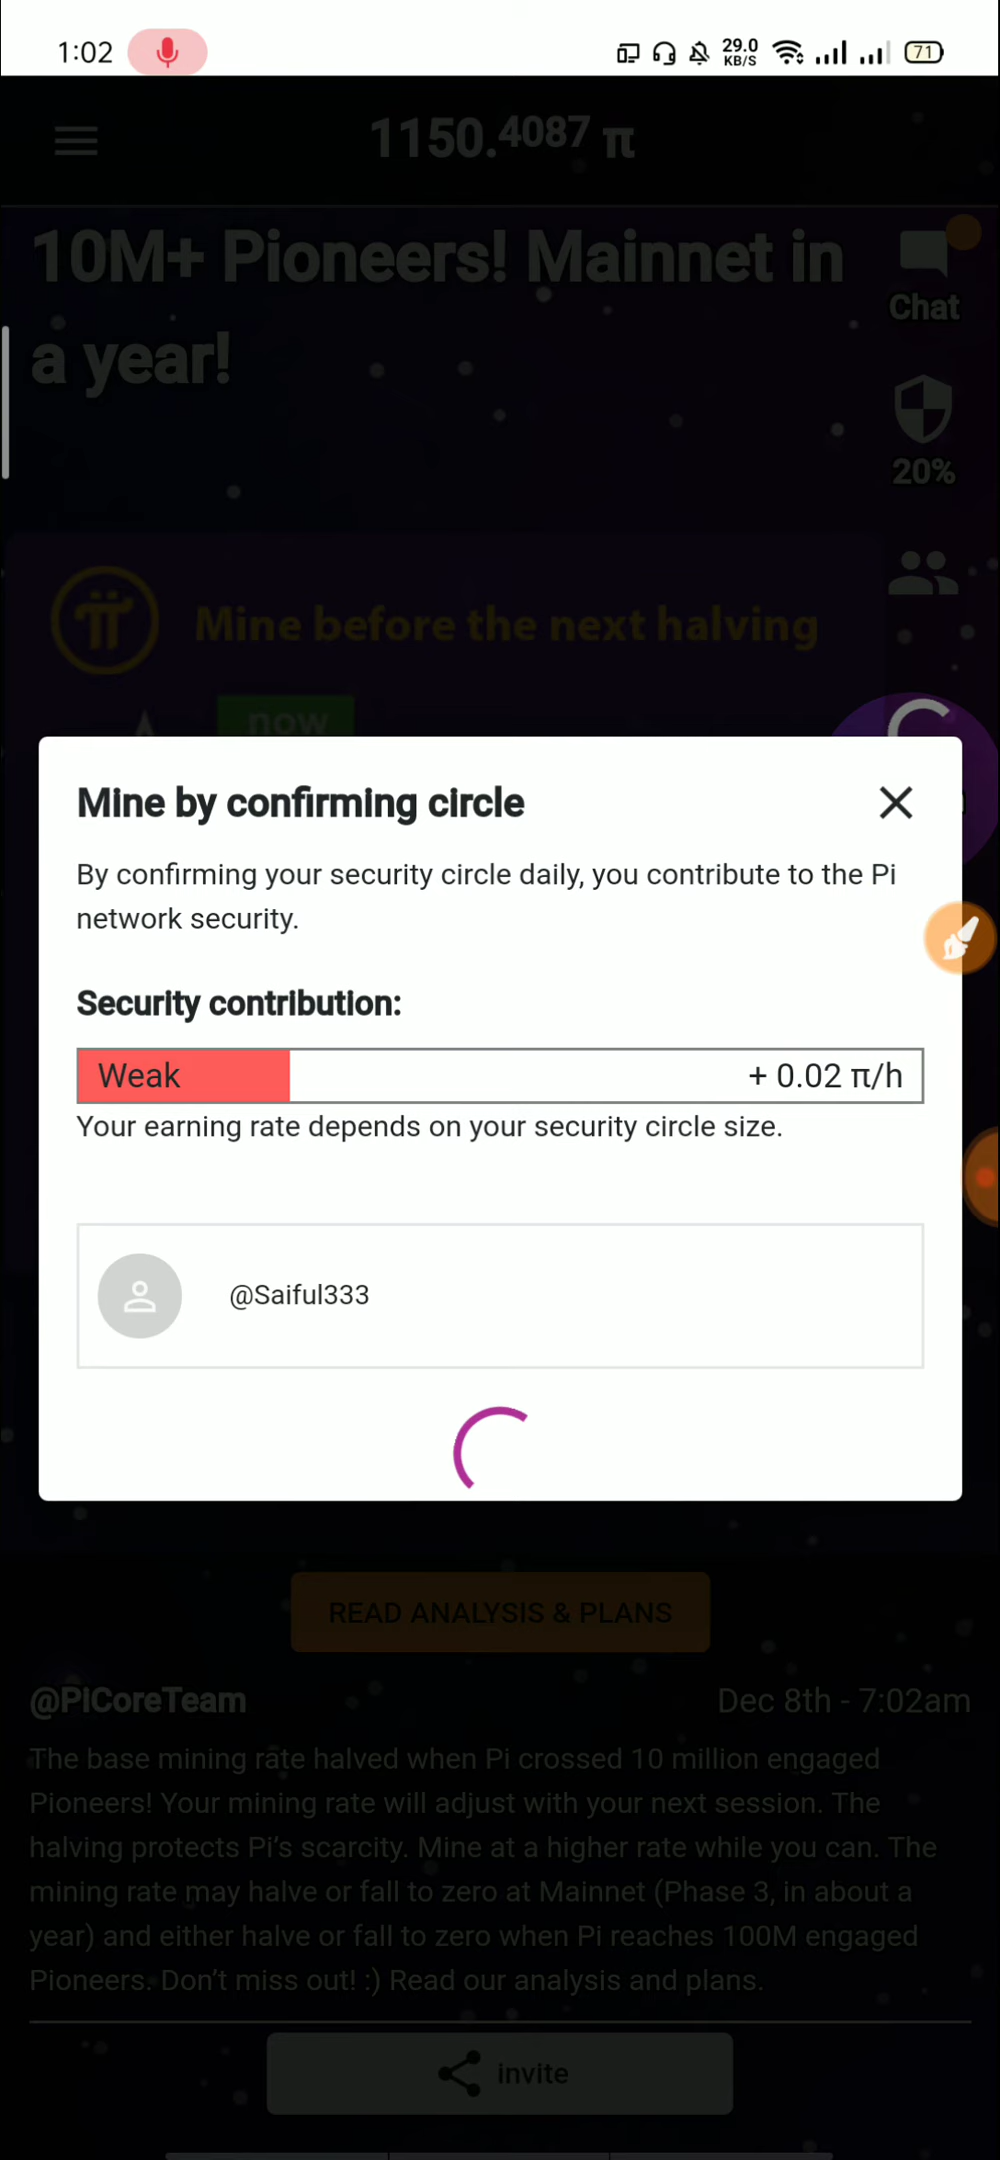 1:02
29.0
KB/S
71
1150.4087 π
10M+ Pioneers! Mainnet in
a year!
Chat
20%
Mine before the next halving
now
Mine by confirming circle
By confirming your security circle daily, you contribute to the Pi
network security.
Security contribution:
Weak
+ 0.02 π/h
Your earning rate depends on your security circle size.
@Saiful333
READ ANALYSIS & PLANS
@PiCoreTeam
Dec 8th - 7:02am
The base mining rate halved when Pi crossed 10 million engaged
Pioneers! Your mining rate will adjust with your next session. The
halving protects Pi’s scarcity. Mine at a higher rate while you can. The
mining rate may halve or fall to zero at Mainnet (Phase 3, in about a
year) and either halve or fall to zero when Pi reaches 100M engaged
Pioneers. Don’t miss out! :) Read our analysis and plans.
invite